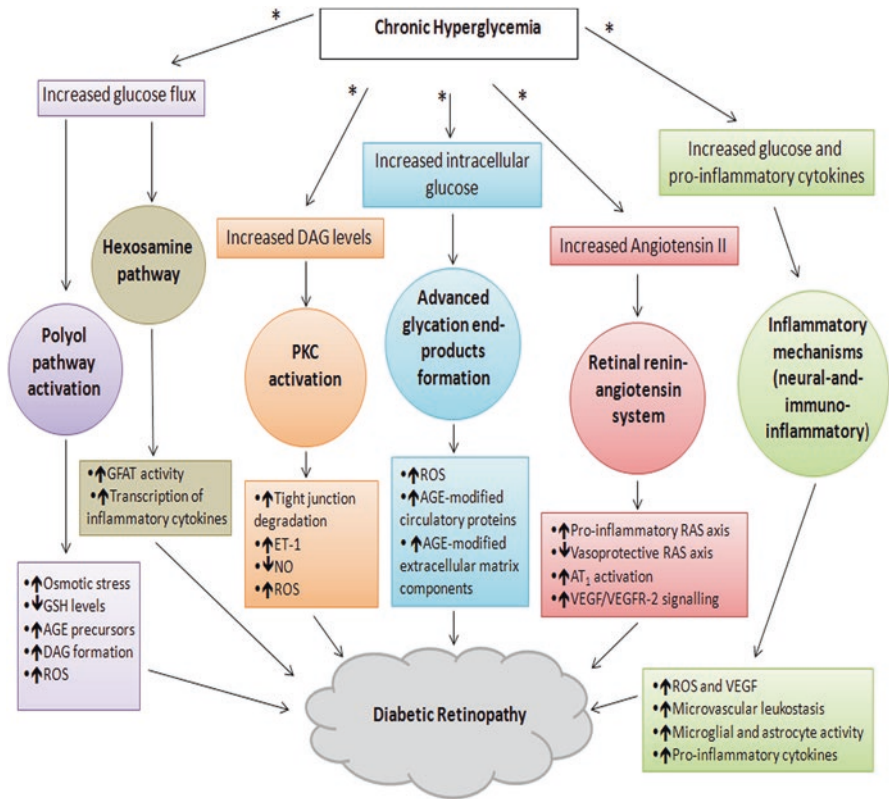 *
Chronic Hyperglycemia
*
Increased glucose flux
*
*
*
Increased glucose and
pro-inflammatory cytokines
Increased intracellular
glucose
Increased DAG levels
Increased Angiotensin II
Hexosamine
pathway
Polyol
pathway
activation
PKC
activation
Advanced
glycation end-
products
formation
Retinal renin-
angiotensin
system
Inflammatory
mechanisms
(neural-and-
immuno-
inflammatory)
•↑GFAT activity
•↑Transcription of
inflammatory cytokines
•↑Tight junction
degradation
•↑ET-1
•↓NO
•↑ROS
•↑ROS
•↑AGE-modified
circulatory proteins
•↑AGE-modified
extracellular matrix
components
•↑Pro-inflammatory RAS axis
•↓Vasoprotective RAS axis
•↑AT₁ activation
•↑VEGF/VEGFR-2 signalling
•↑Osmotic stress
•↓GSH levels
•↑AGE precursors
•↑DAG formation
•↑ROS
Diabetic Retinopathy
•↑ROS and VEGF
•↑Microvascular leukostasis
•↑Microglial and astrocyte activity
•↑Pro-inflammatory cytokines